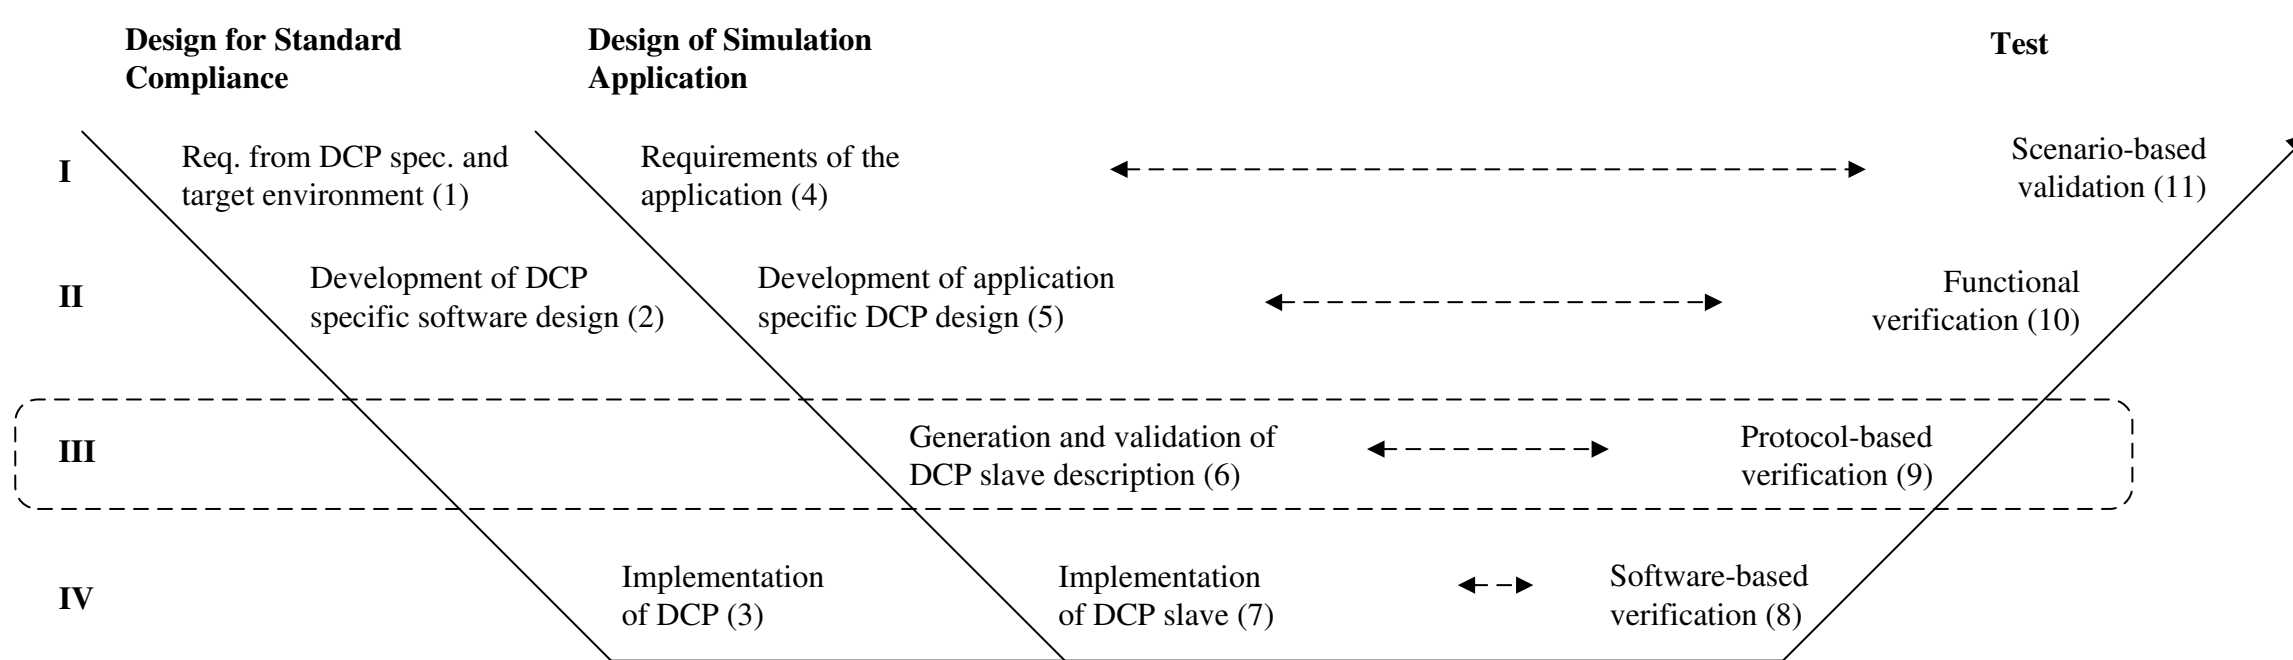 Design for Standard
Compliance
Design of Simulation
Application
Test
I
Req. from DCP spec. and
target environment (1)
Requirements of the
application (4)
Scenario-based
validation (11)
II
Development of DCP
specific software design (2)
Development of application
specific DCP design (5)
Functional
verification (10)
III
Generation and validation of
DCP slave description (6)
Protocol-based
verification (9)
IV
Implementation
of DCP (3)
Implementation
of DCP slave (7)
Software-based
verification (8)